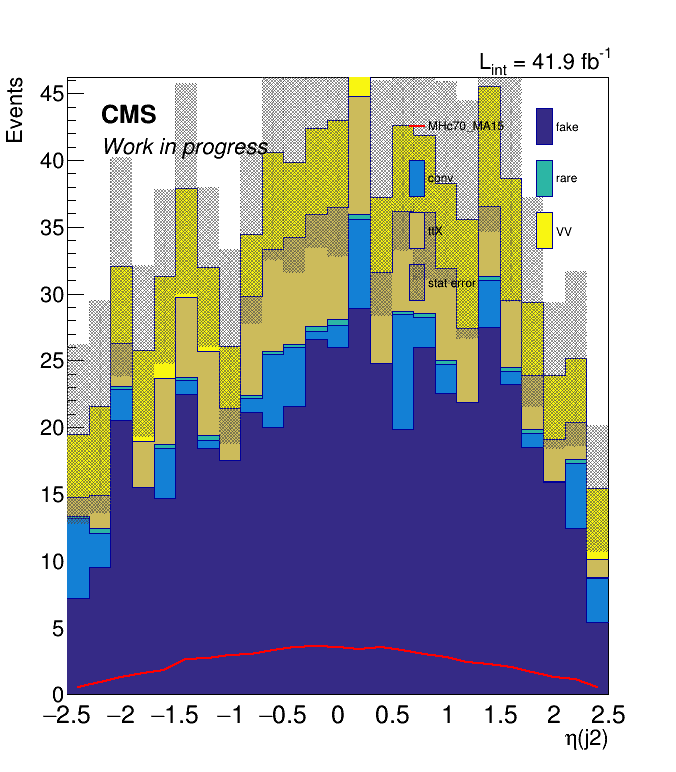 L_int = 41.9 fb^-1
Events
CMS
Work in progress
MHc70_MA15
fake
conv
rare
ttX
VV
stat error
45
40
35
30
25
20
15
10
5
0
−2.5 −2 −1.5 −1 −0.5 0 0.5 1 1.5 2 2.5
η(j2)